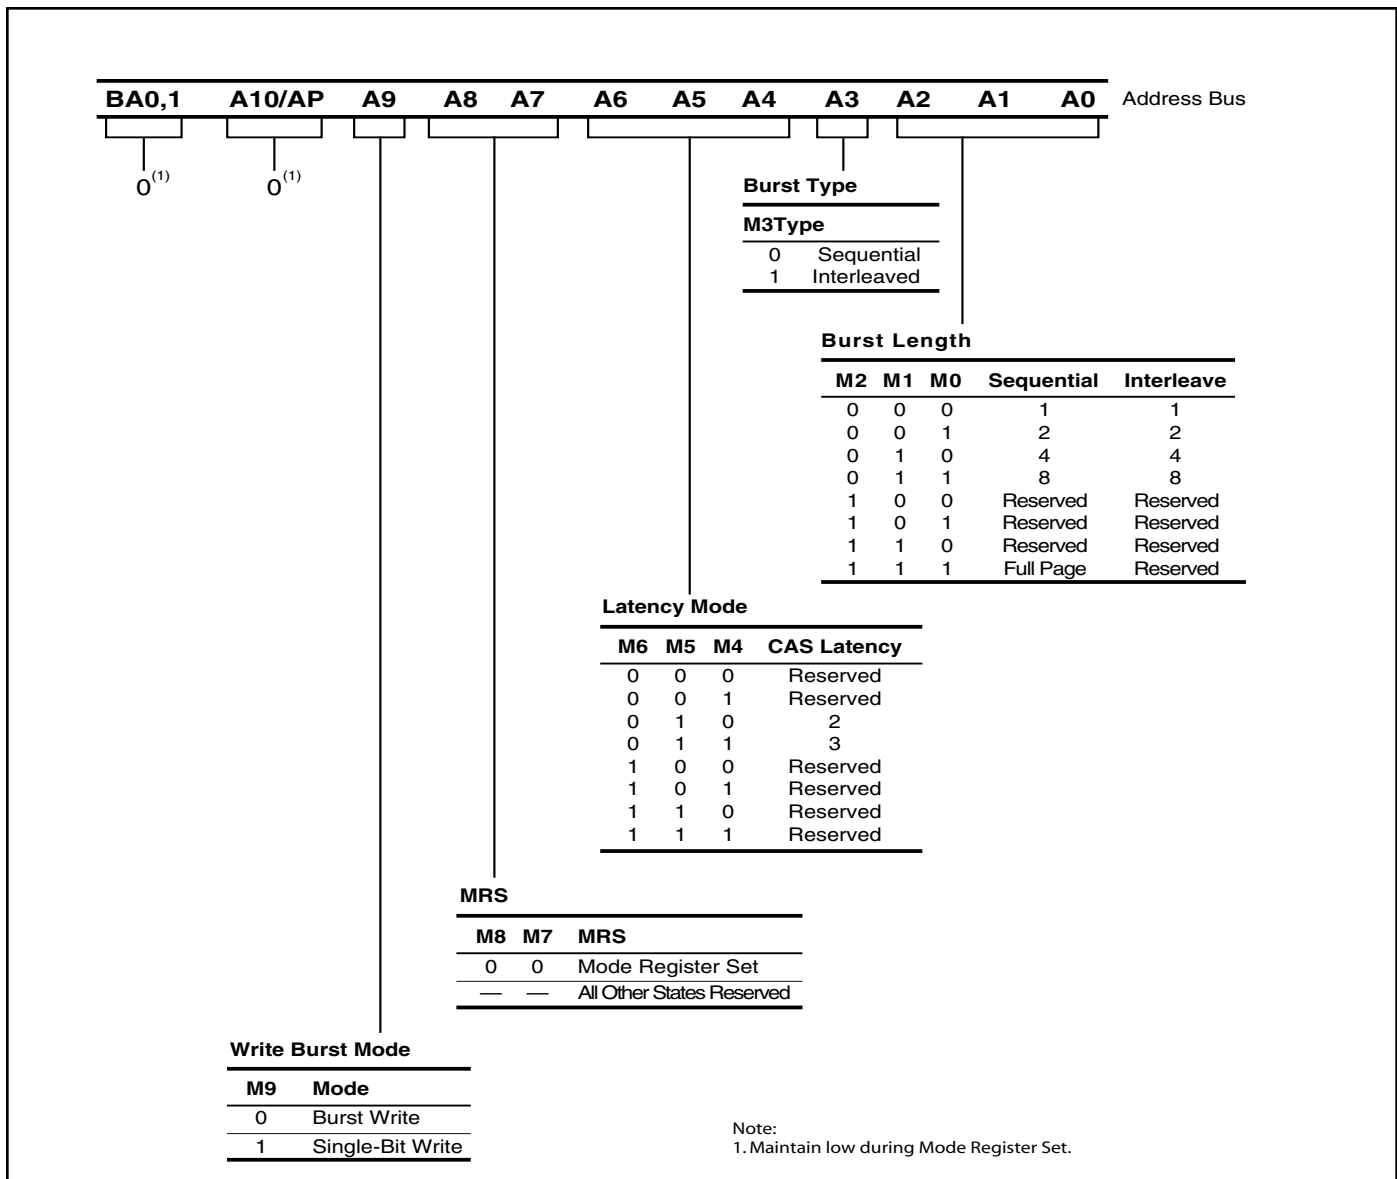 BA0,1 A10/AP A9 A8 A7 A6 A5 A4 A3 A2 A1 A0 Address Bus
0(1) 0(1)
Burst Type
M3Type
0 Sequential
1 Interleaved
Burst Length
M2 M1 M0 Sequential Interleave
0 0 0 1 1
0 0 1 2 2
0 1 0 4 4
0 1 1 8 8
1 0 0 Reserved Reserved
1 0 1 Reserved Reserved
1 1 0 Reserved Reserved
1 1 1 Full Page Reserved
Latency Mode
M6 M5 M4 CAS Latency
0 0 0 Reserved
0 0 1 Reserved
0 1 0 2
0 1 1 3
1 0 0 Reserved
1 0 1 Reserved
1 1 0 Reserved
1 1 1 Reserved
MRS
M8 M7 MRS
0 0 Mode Register Set
— — All Other States Reserved
Write Burst Mode
M9 Mode
0 Burst Write
1 Single-Bit Write
Note:
1. Maintain low during Mode Register Set.